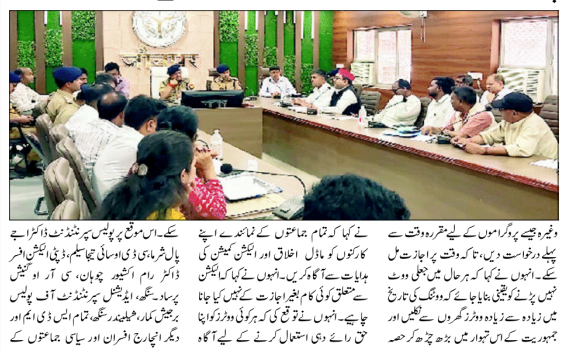 وغیرہ جیسے پروگراموں کے لیے مقررہ وقت سے
پہلے درخواست دیں، تاکہ وقت پر اجازت مل
سکے۔ انہوں نے کہا کہ ہر حال میں جعلی ووٹ
نہیں پڑنے کو یقینی بنایا جائے کہ ووٹنگ کی تاریخ
میں زیادہ سے زیادہ ووٹرز گھروں سے نکلیں اور
جمہوریت کے اس تہوار میں بڑھ چڑھ کر حصہ
نے کہا کہ تمام جماعتوں کے نمائندے اپنے
کارکنوں کو ماڈل اخلاق اور الیکشن کمیشن کی
ہدایات سے آگاہ کریں۔ انہوں نے کہا کہ الیکشن
سے متعلق کوئی کام بغیر اجازت کے نہیں کیا جانا
چاہیے۔ انہوں نے توقع کی کہ ہر کوئی ووٹرز کو اپنا
حق رائے دہی استعمال کرنے کے لیے آگاہ
سکے۔ اس موقع پر پولیس سپرنٹنڈنٹ ڈاکٹر اجے
پال شرما، سی ڈی او سائی تیجا سلیم، ڈپٹی الیکشن افسر
ڈاکٹر رام اکشیور چوہان، سی آر او گنیش
پرساد سنگھ، ایڈیشنل سپرنٹنڈنٹ آف پولیس
برجیش کمار، شیلیندر سنگھ، تمام ایس ڈی ایم اور
دیگر انچارج افسران اور سیاسی جماعتوں کے